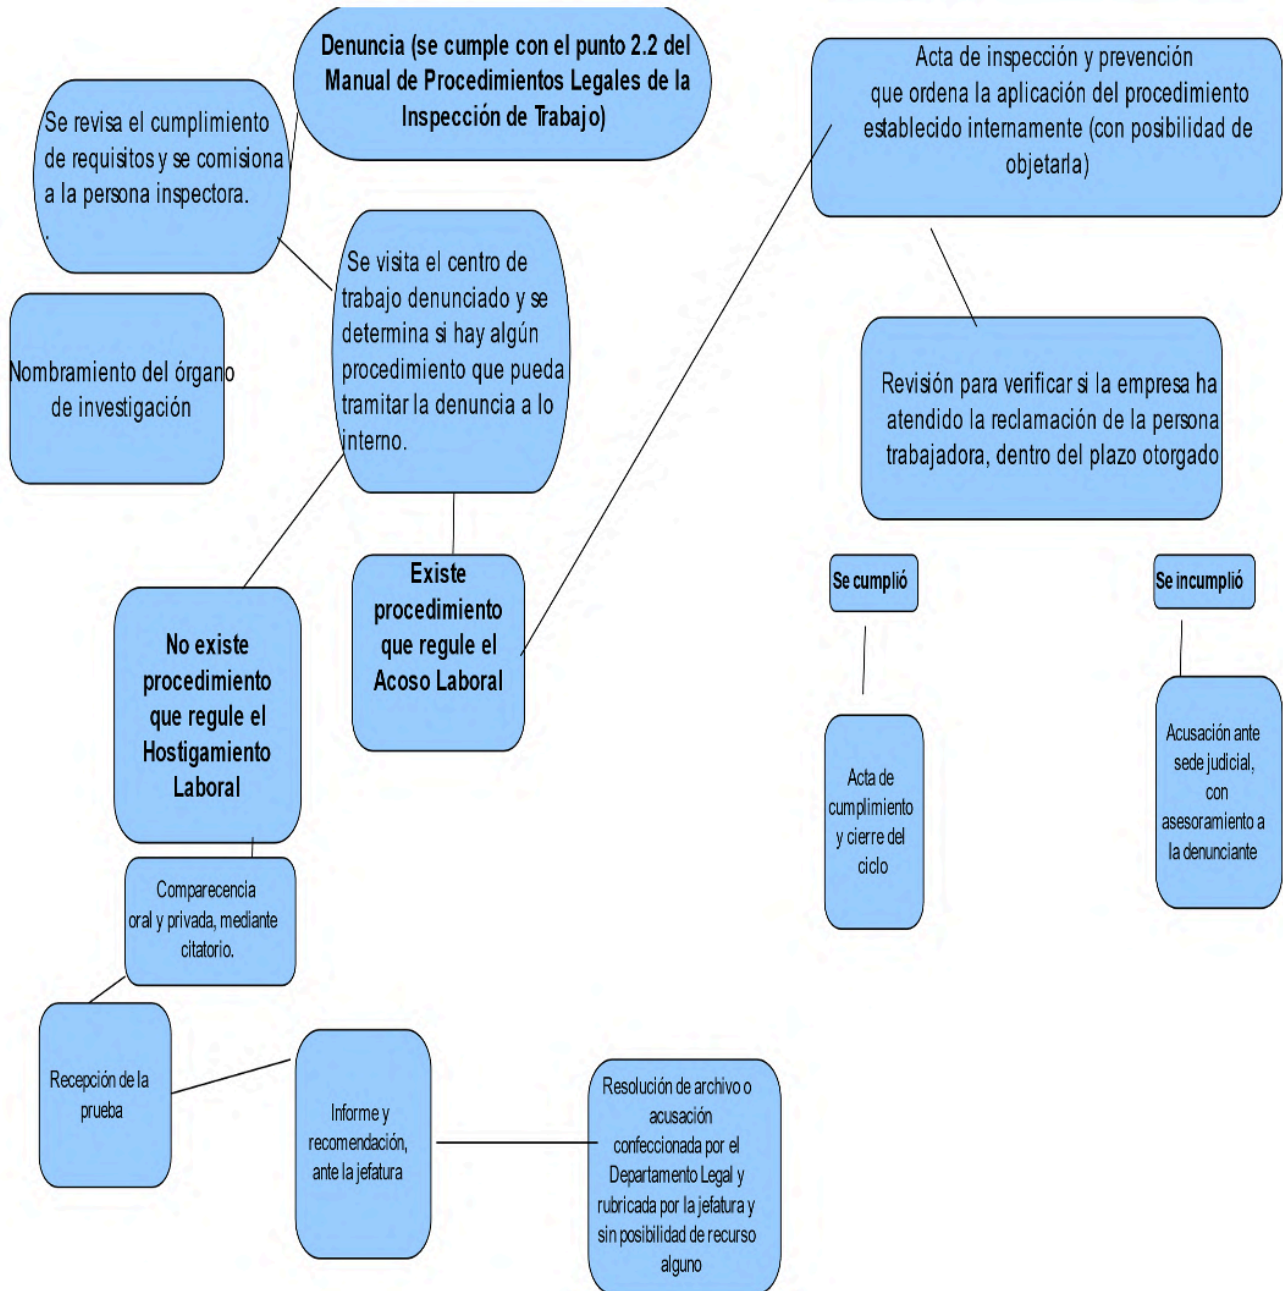 Denuncia (se cumple con el punto 2.2 del
Manual de Procedimientos Legales de la
Inspección de Trabajo)
Se revisa el cumplimiento
de requisitos y se comisiona
a la persona inspectora.
.
Nombramiento del órgano
de investigación
Se visita el centro de
trabajo denunciado y se
determina si hay algún
procedimiento que pueda
tramitar la denuncia a lo
interno.
No existe
procedimiento
que regule el
Hostigamiento
Laboral
Existe
procedimiento
que regule el
Acoso Laboral
Comparecencia
oral y privada, mediante
citatorio.
Recepción de la
prueba
Informe y
recomendación,
ante la jefatura
Resolución de archivo o
acusación
confeccionada por el
Departamento Legal y
rubricada por la jefatura y
sin posibilidad de recurso
alguno
Acta de inspección y prevención
que ordena la aplicación del procedimiento
establecido internamente (con posibilidad de
objetarla)
Revisión para verificar si la empresa ha
atendido la reclamación de la persona
trabajadora, dentro del plazo otorgado
Se cumplió
Se incumplió
Acta de
cumplimiento
y cierre del
ciclo
Acusación ante
sede judicial,
con
asesoramiento a
la denunciante